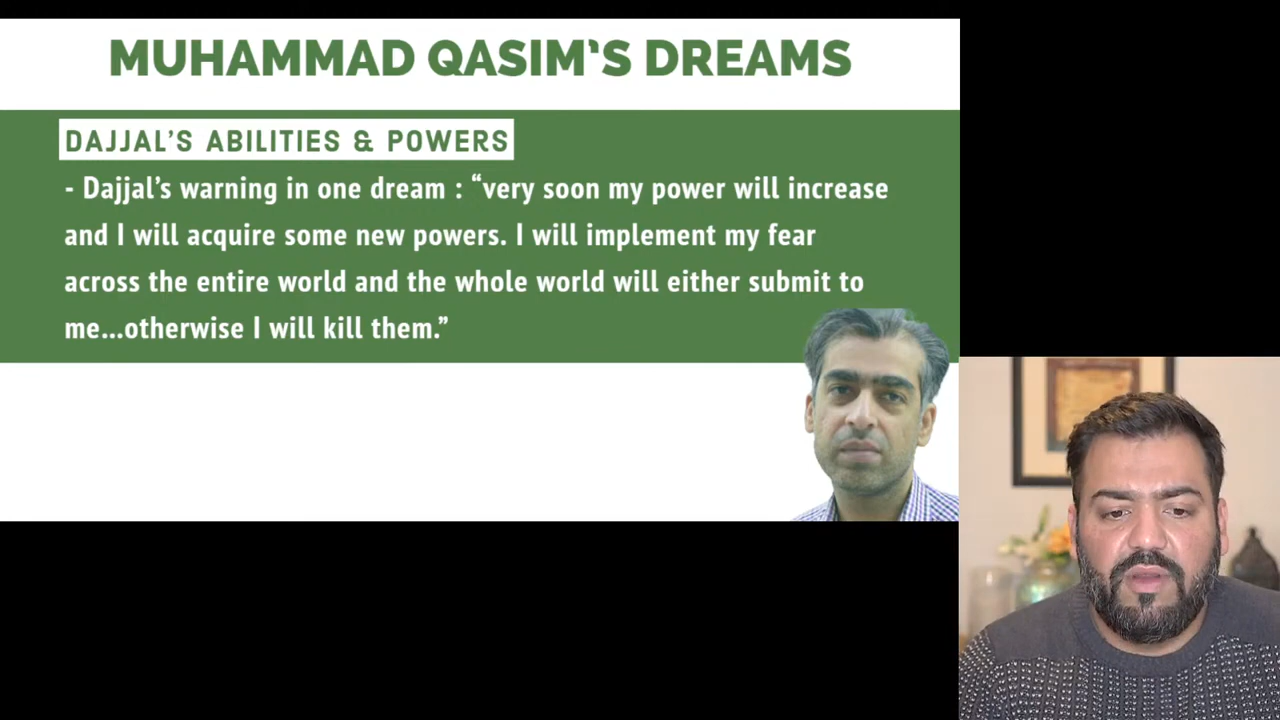 MUHAMMAD QASIM'S DREAMS
DAJJAL'S ABILITIES & POWERS
- Dajjal's warning in one dream : “very soon my power will increase
and I will acquire some new powers. I will implement my fear
across the entire world and the whole world will either submit to
me...otherwise I will kill them.”